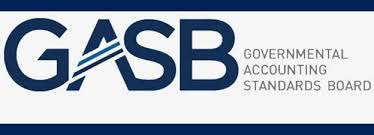 GASB
GOVERNMENTAL
ACCOUNTING
STANDARDS BOARD